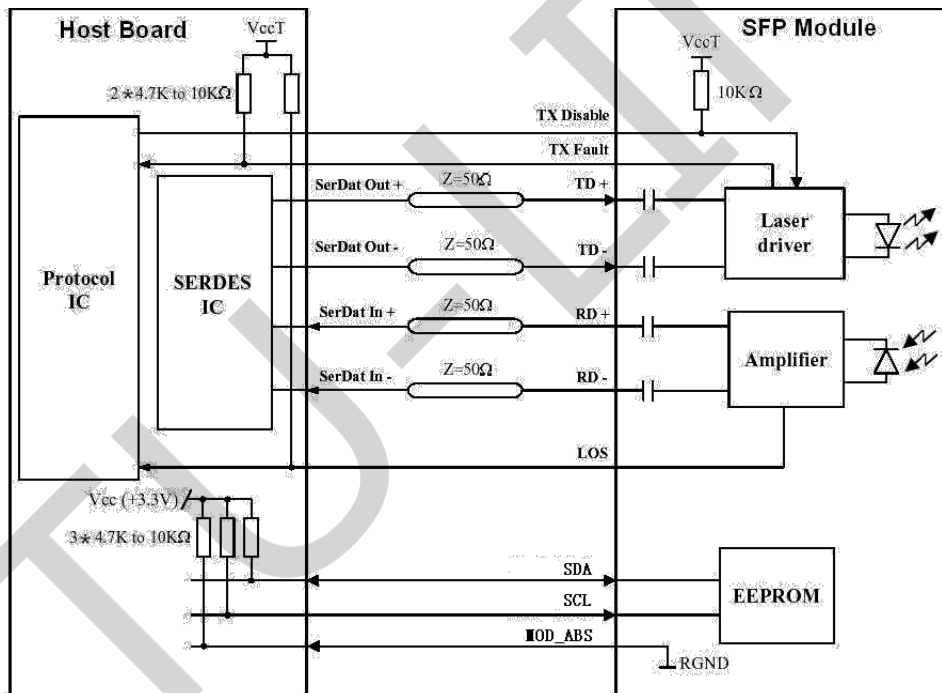 Host Board
SFP Module
VccT
VccT
2*4.7K to 10KΩ
10K Ω
TX Disable
TX Fault
SerDat Out +
Z=50Ω
TD +
Laser
driver
SerDat Out -
Z=50Ω
TD -
Protocol
IC
SERDES
IC
SerDat In +
Z=50Ω
RD +
Amplifier
SerDat In -
Z=50Ω
RD -
LOS
Vcc (+3.3V)
3*4.7K to 10KΩ
SDA
EEPROM
SCL
MOD_ABS
RGND